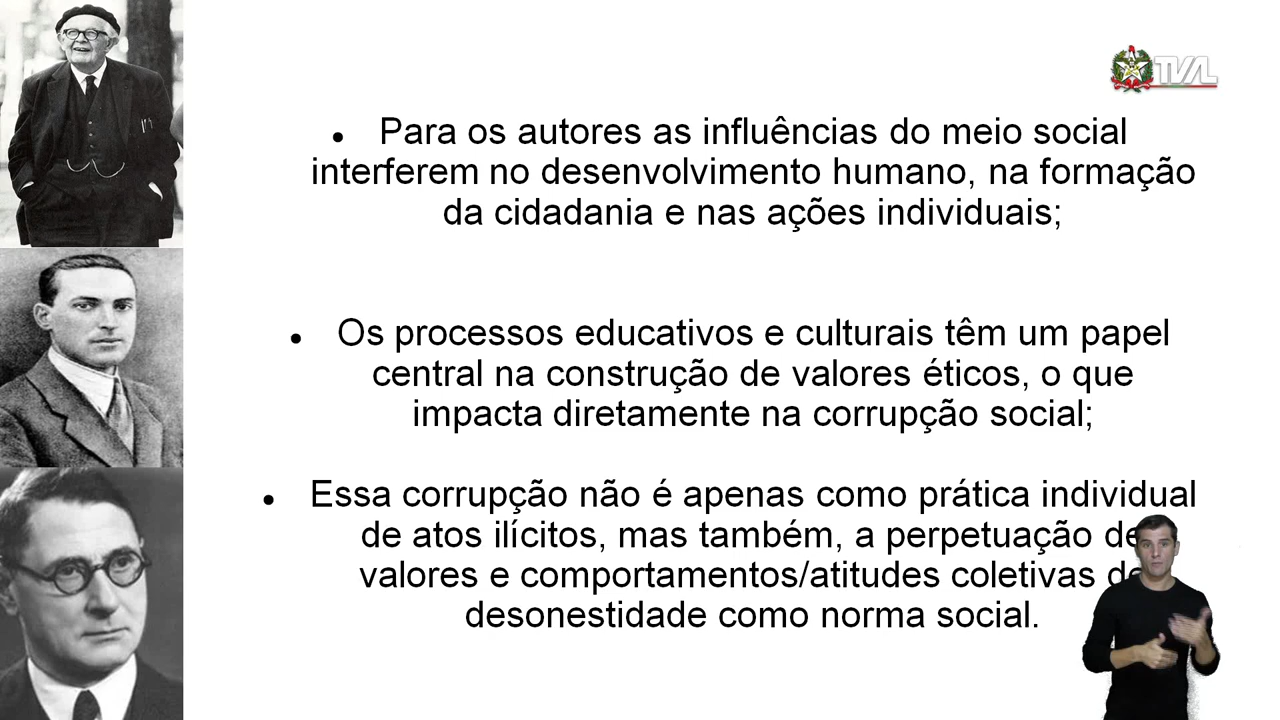 TVAL
• Para os autores as influências do meio social
interferem no desenvolvimento humano, na formação
da cidadania e nas ações individuais;
• Os processos educativos e culturais têm um papel
central na construção de valores éticos, o que
impacta diretamente na corrupção social;
• Essa corrupção não é apenas como prática individual
de atos ilícitos, mas também, a perpetuação de
valores e comportamentos/atitudes coletivas de
desonestidade como norma social.